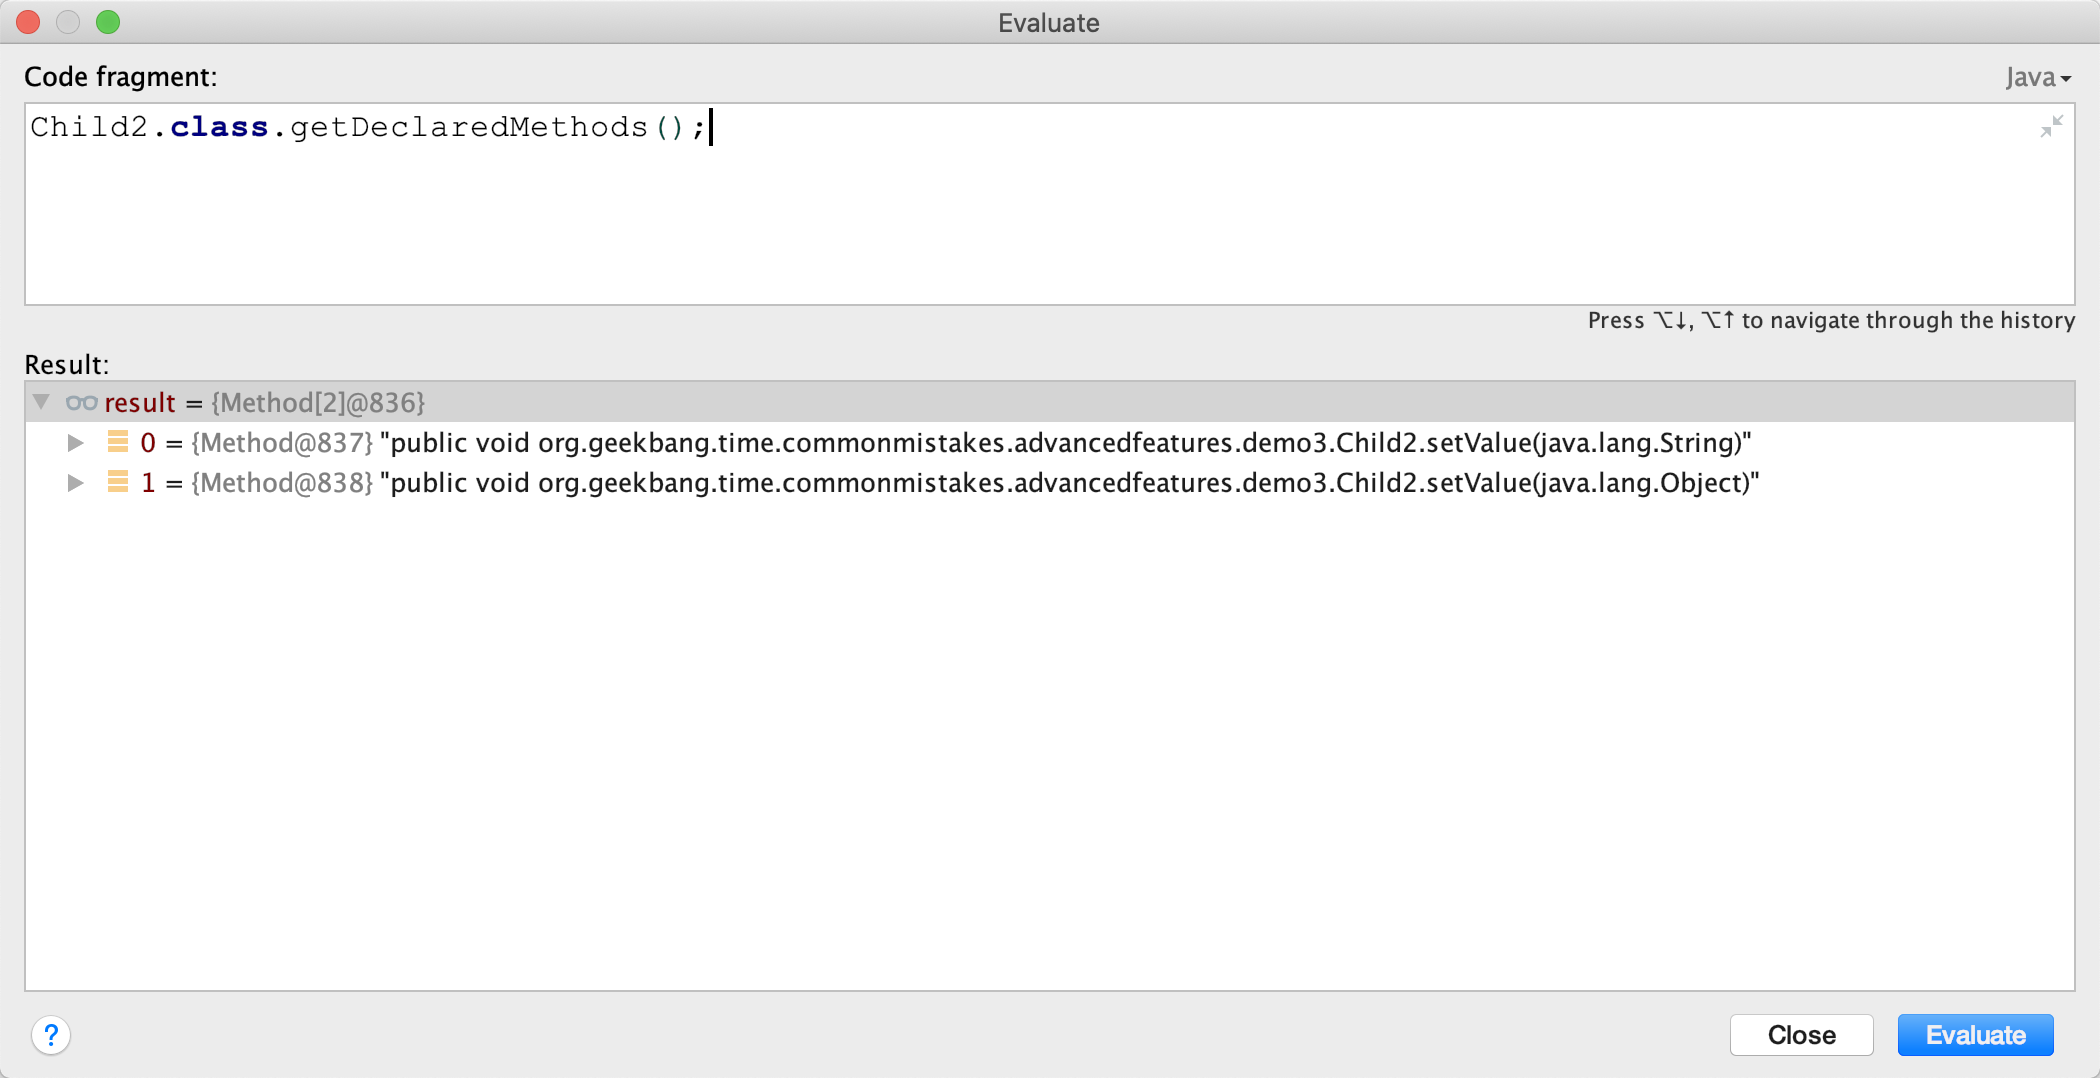 Evaluate
Code fragment:
Java
Child2.class.getDeclaredMethods();
Press ⌥↓, ⌥↑ to navigate through the history
Result:
result = {Method[2]@836}
0 = {Method@837} "public void org.geekbang.time.commonmistakes.advancedfeatures.demo3.Child2.setValue(java.lang.String)"
1 = {Method@838} "public void org.geekbang.time.commonmistakes.advancedfeatures.demo3.Child2.setValue(java.lang.Object)"
?
Close
Evaluate